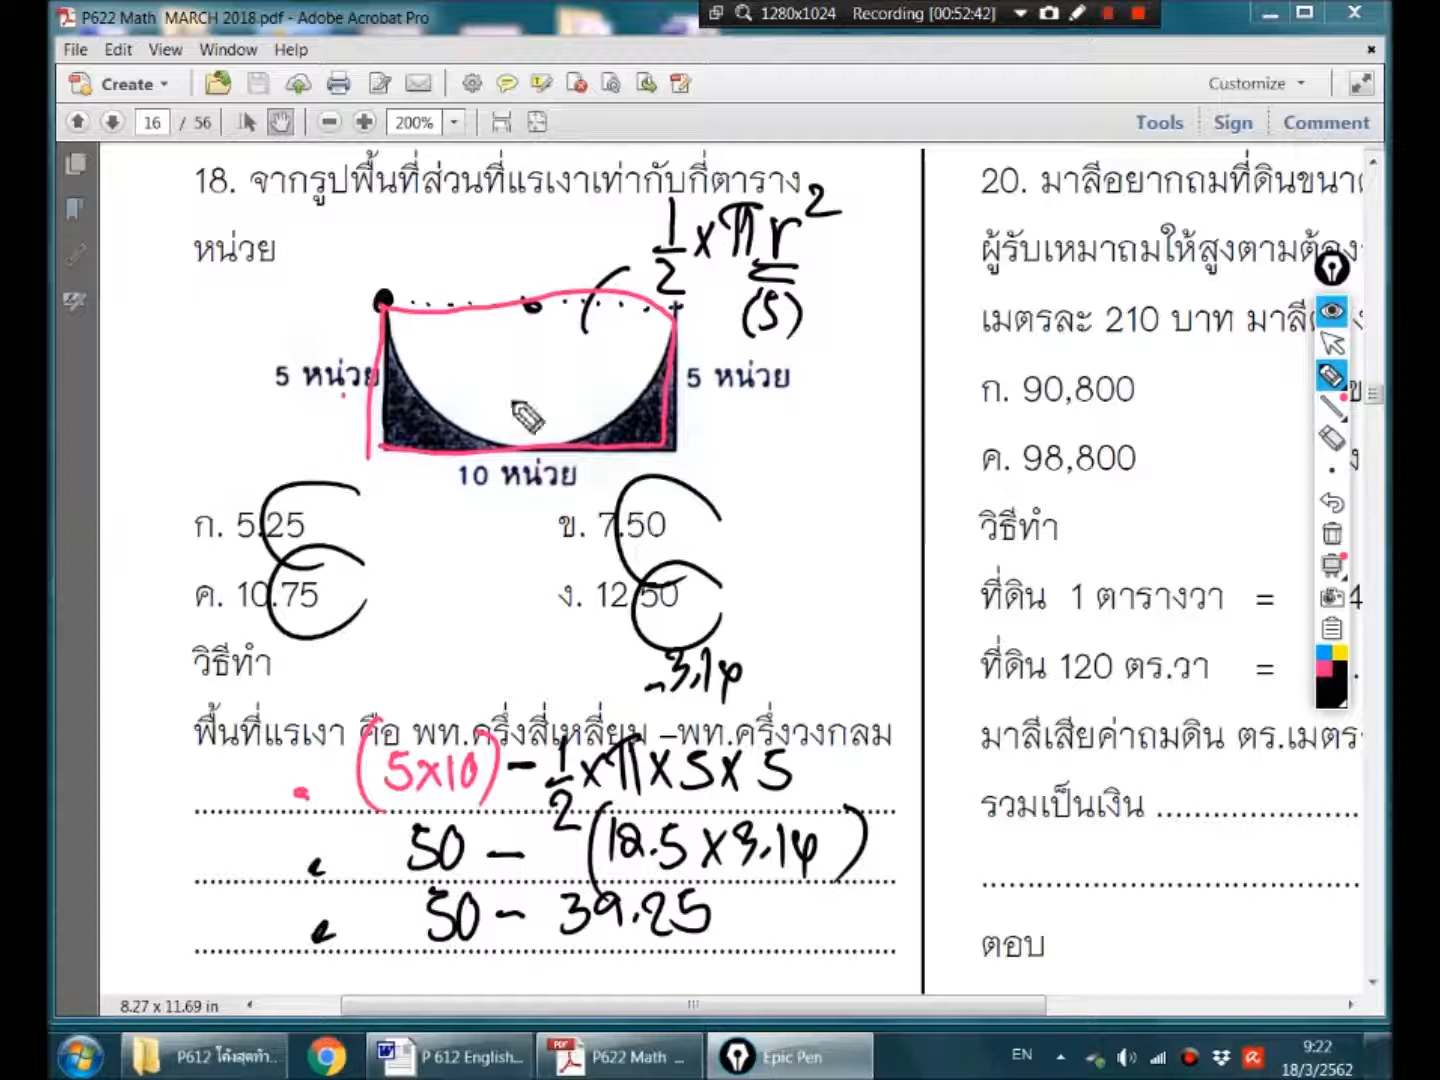 P622 Math MARCH 2018.pdf - Adobe Acrobat Pro
1280x1024 Recording [00:52:42]
File Edit View Window Help
Create Customize
16 / 56 200% Tools Sign Comment
18. จากรูปพื้นที่ส่วนที่แรเงาเท่ากับกี่ตาราง
หน่วย
1/2 × π r²
(5)
5 หน่วย 5 หน่วย
10 หน่วย
ก. 5.25 ข. 7.50
ค. 10.75 ง. 12.50
วิธีทำ
3.14
พื้นที่แรเงา คือ พท.ครึ่งสี่เหลี่ยม –พท.ครึ่งวงกลม
(5×10) - 1/2 × π × 5 × 5
50 - (12.5 × 3.14)
50 - 39.25
20. มาลีอยากถมที่ดินขนาด
ผู้รับเหมาถมให้สูงตามต้อง
เมตรละ 210 บาท มาลี
ก. 90,800 ข
ค. 98,800 ง
วิธีทำ
ที่ดิน 1 ตารางวา = 4
ที่ดิน 120 ตร.วา =
มาลีเสียค่าถมดิน ตร.เมตร
รวมเป็นเงิน ....................
ตอบ
8.27 x 11.69 in
P612 โค้งสุดท้า... P 612 English... P622 Math ... Epic Pen EN 9:22
18/3/2562